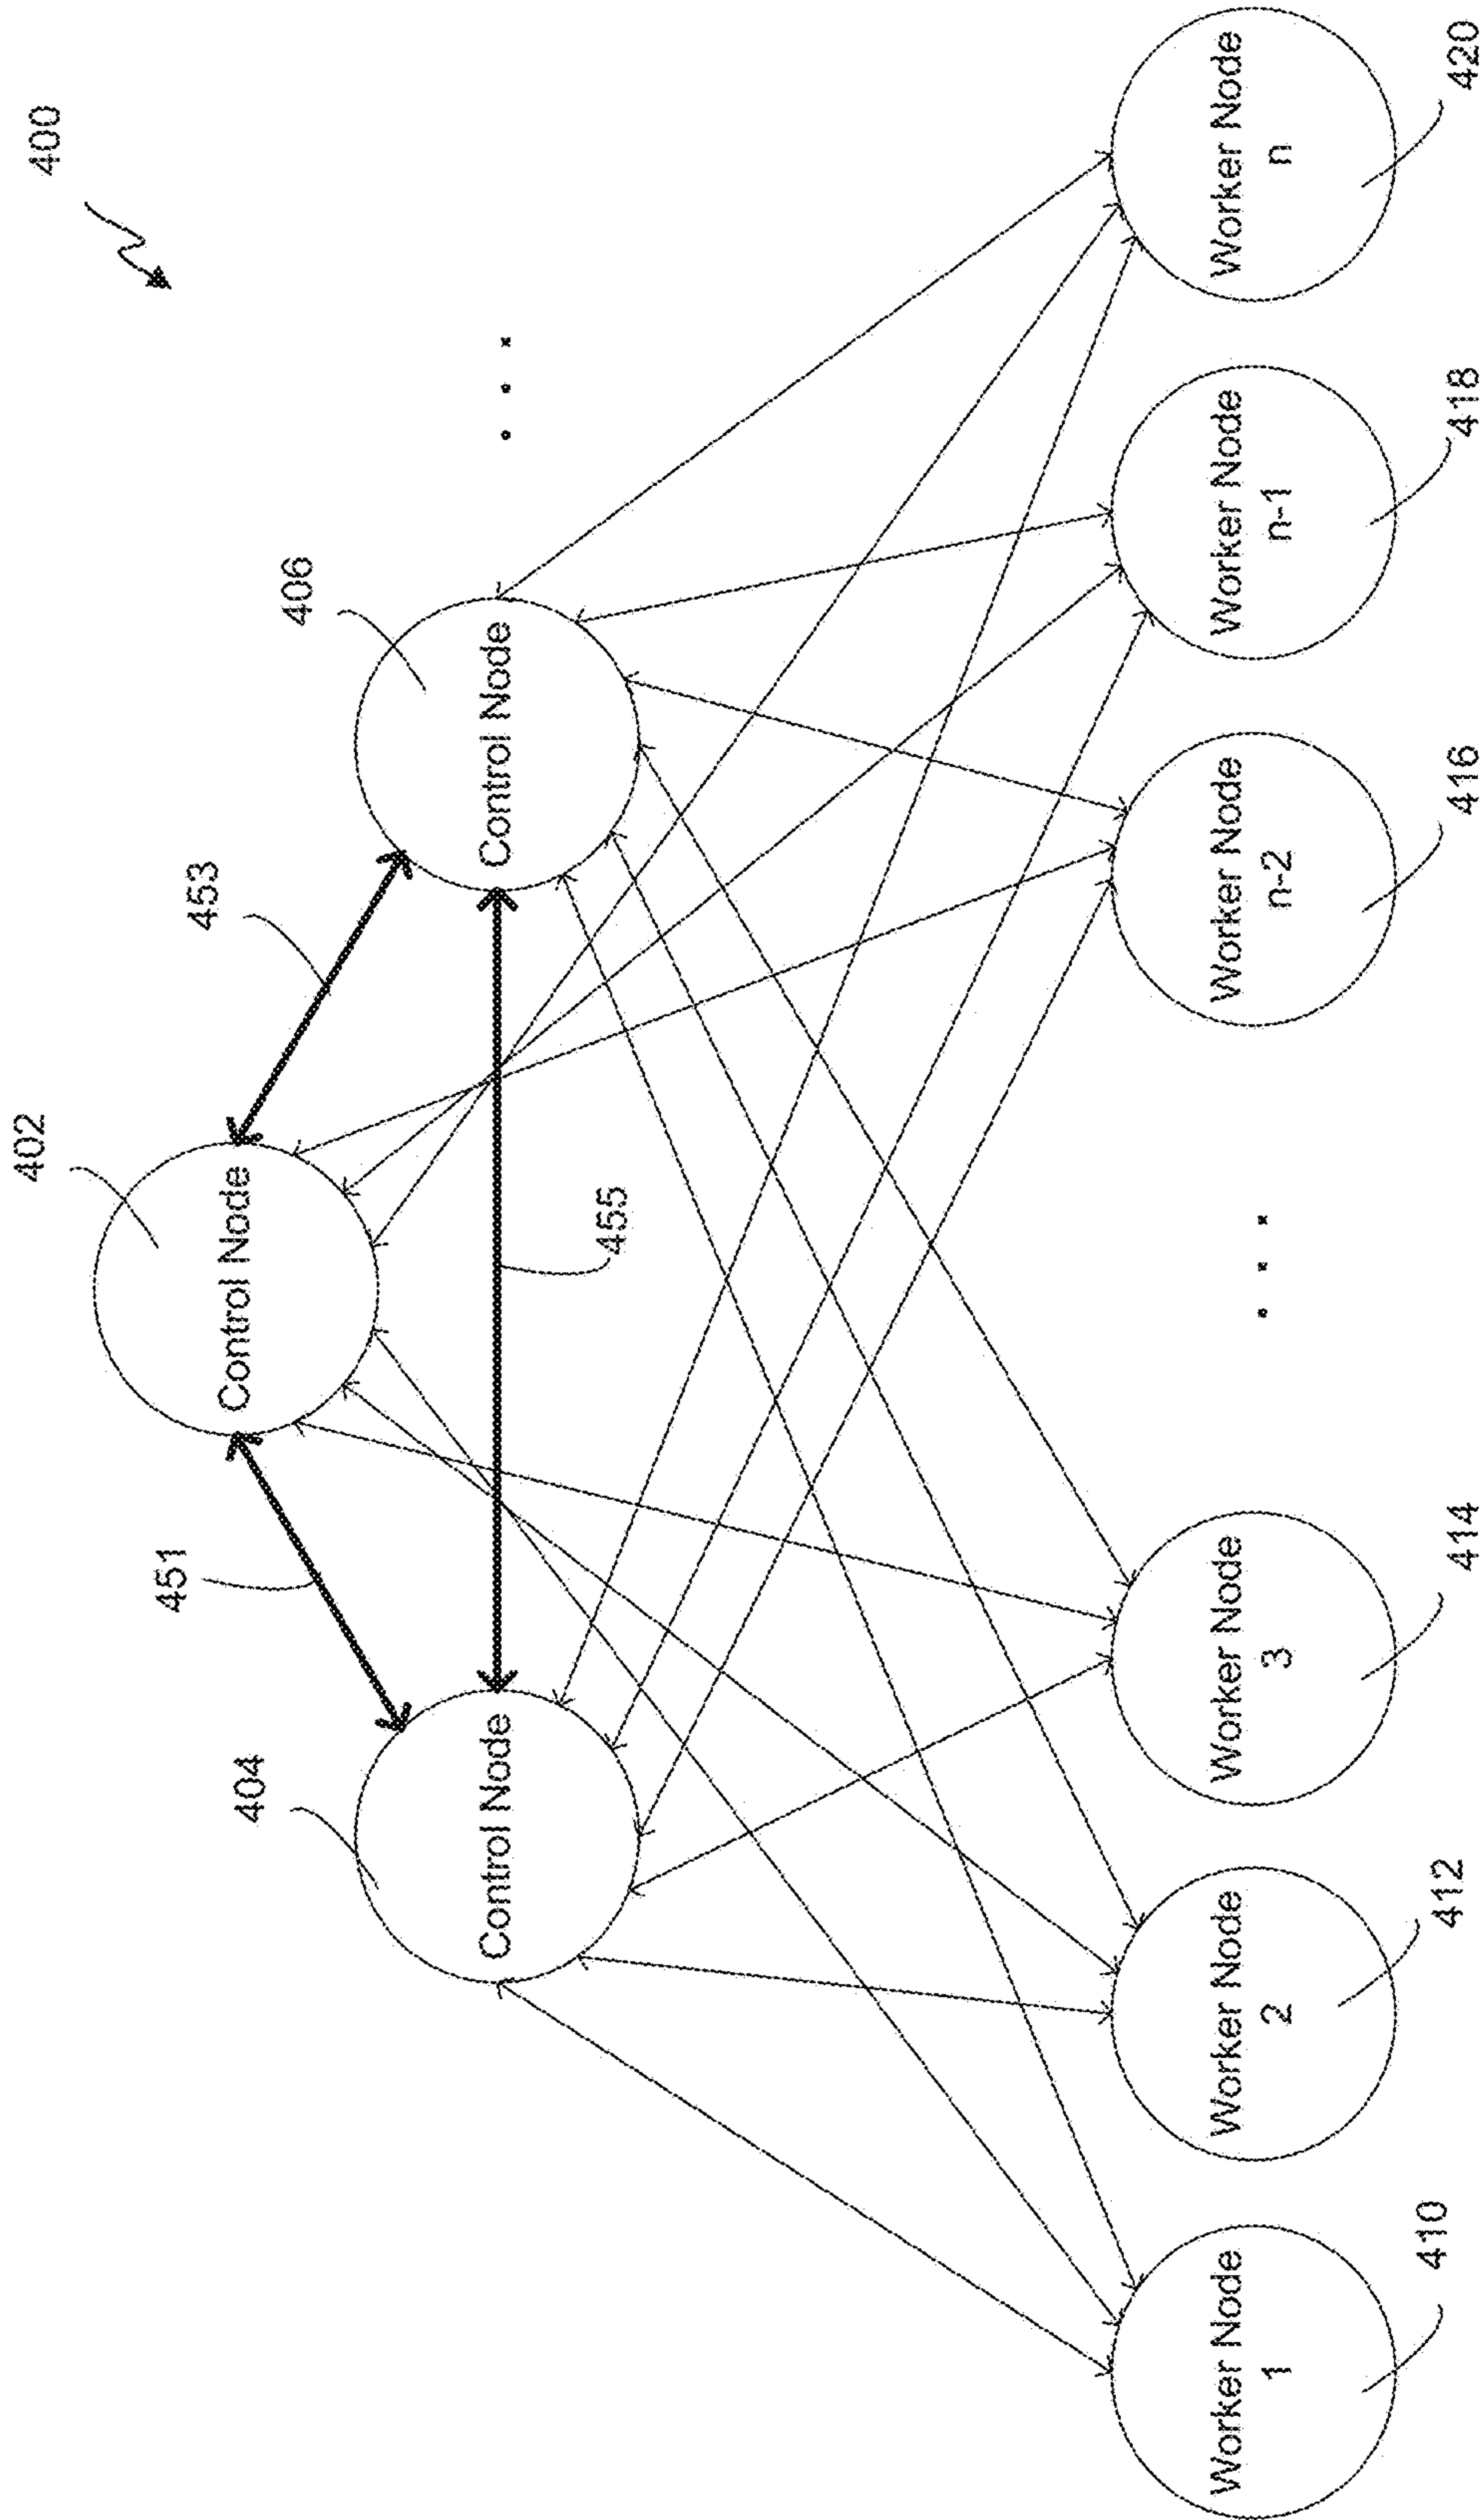 400
402
451
453
404
406
Control Node
Control Node
Control Node
455
Worker Node
1
Worker Node
2
Worker Node
3
Worker Node
n-2
Worker Node
n-1
Worker Node
n
410
412
414
416
418
420